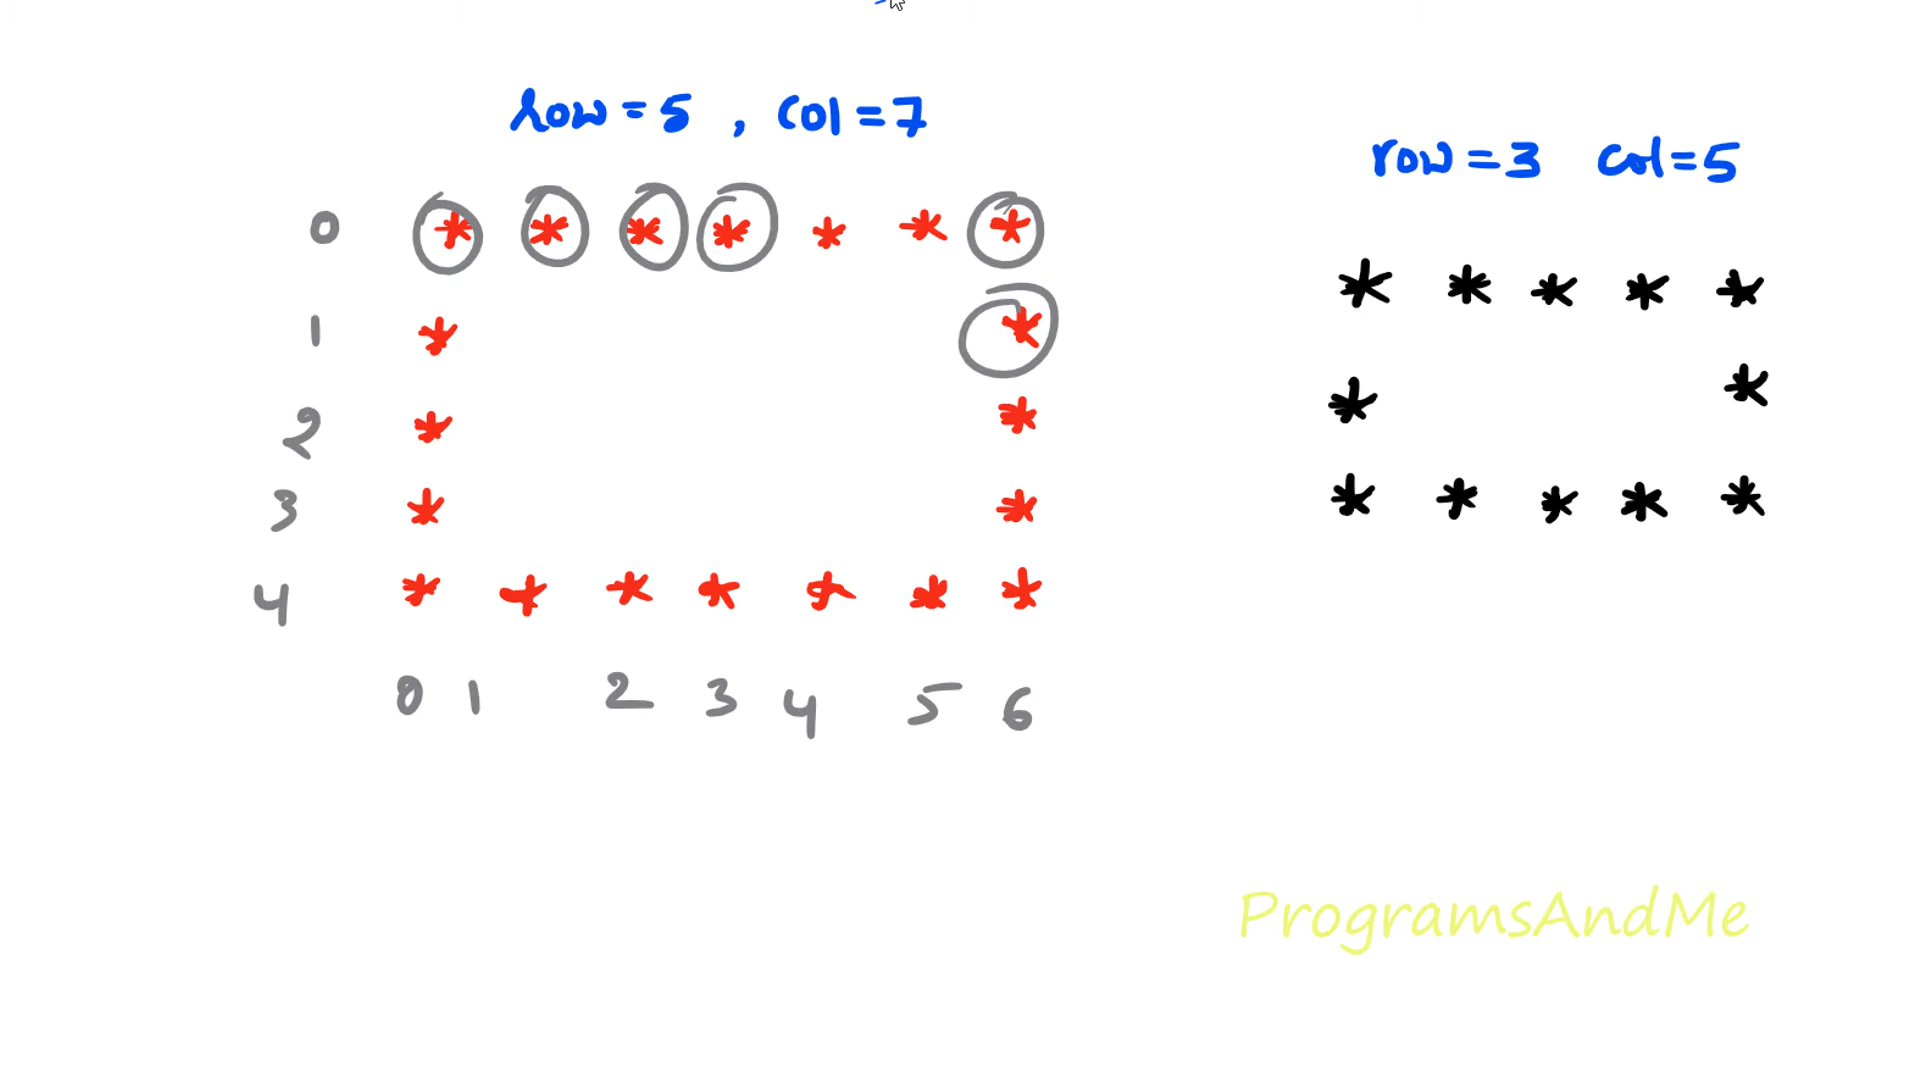 row = 5 , col = 7
row = 3 col = 5
0 * * * * * * *
* * * * *
1 * *
* *
2 * *
3 * *
* * * * *
4 * * * * * * *
0 1 2 3 4 5 6
ProgramsAndMe